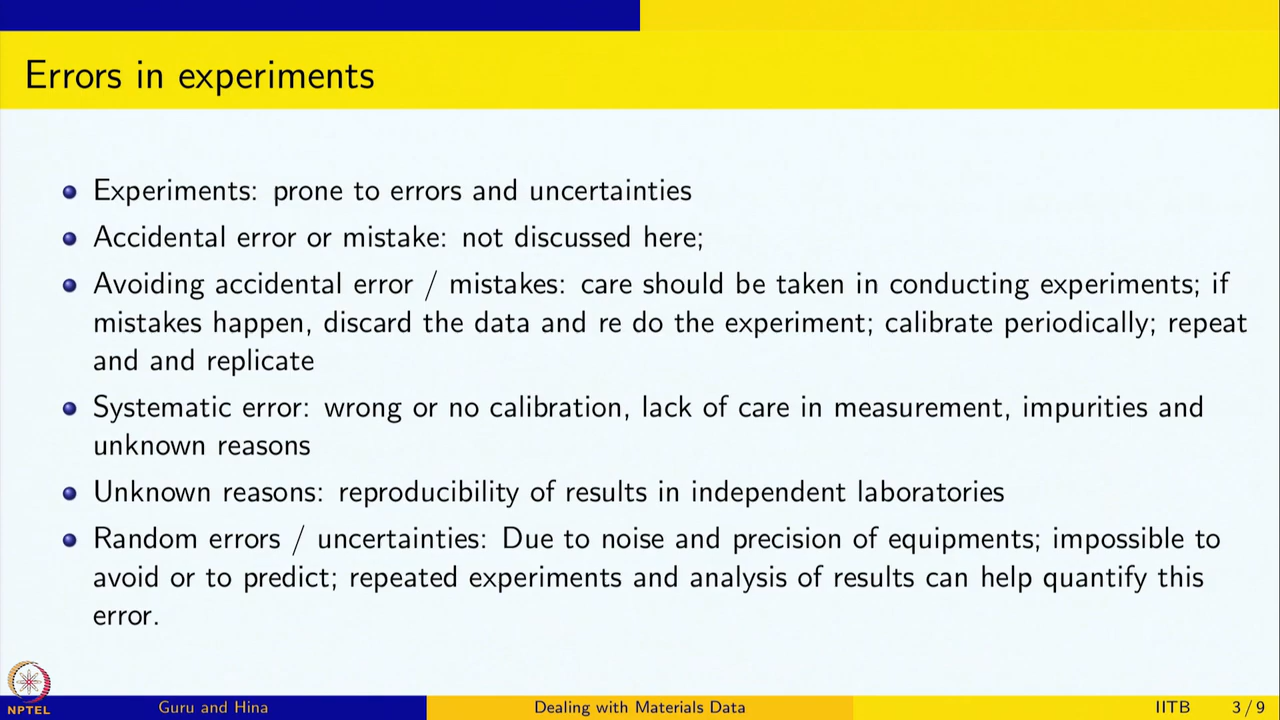 Errors in experiments
Experiments: prone to errors and uncertainties
Accidental error or mistake: not discussed here;
Avoiding accidental error / mistakes: care should be taken in conducting experiments; if
mistakes happen, discard the data and re do the experiment; calibrate periodically; repeat
and and replicate
Systematic error: wrong or no calibration, lack of care in measurement, impurities and
unknown reasons
Unknown reasons: reproducibility of results in independent laboratories
Random errors / uncertainties: Due to noise and precision of equipments; impossible to
avoid or to predict; repeated experiments and analysis of results can help quantify this
error.
NPTEL
Guru and Hina
Dealing with Materials Data
IITB
3 / 9